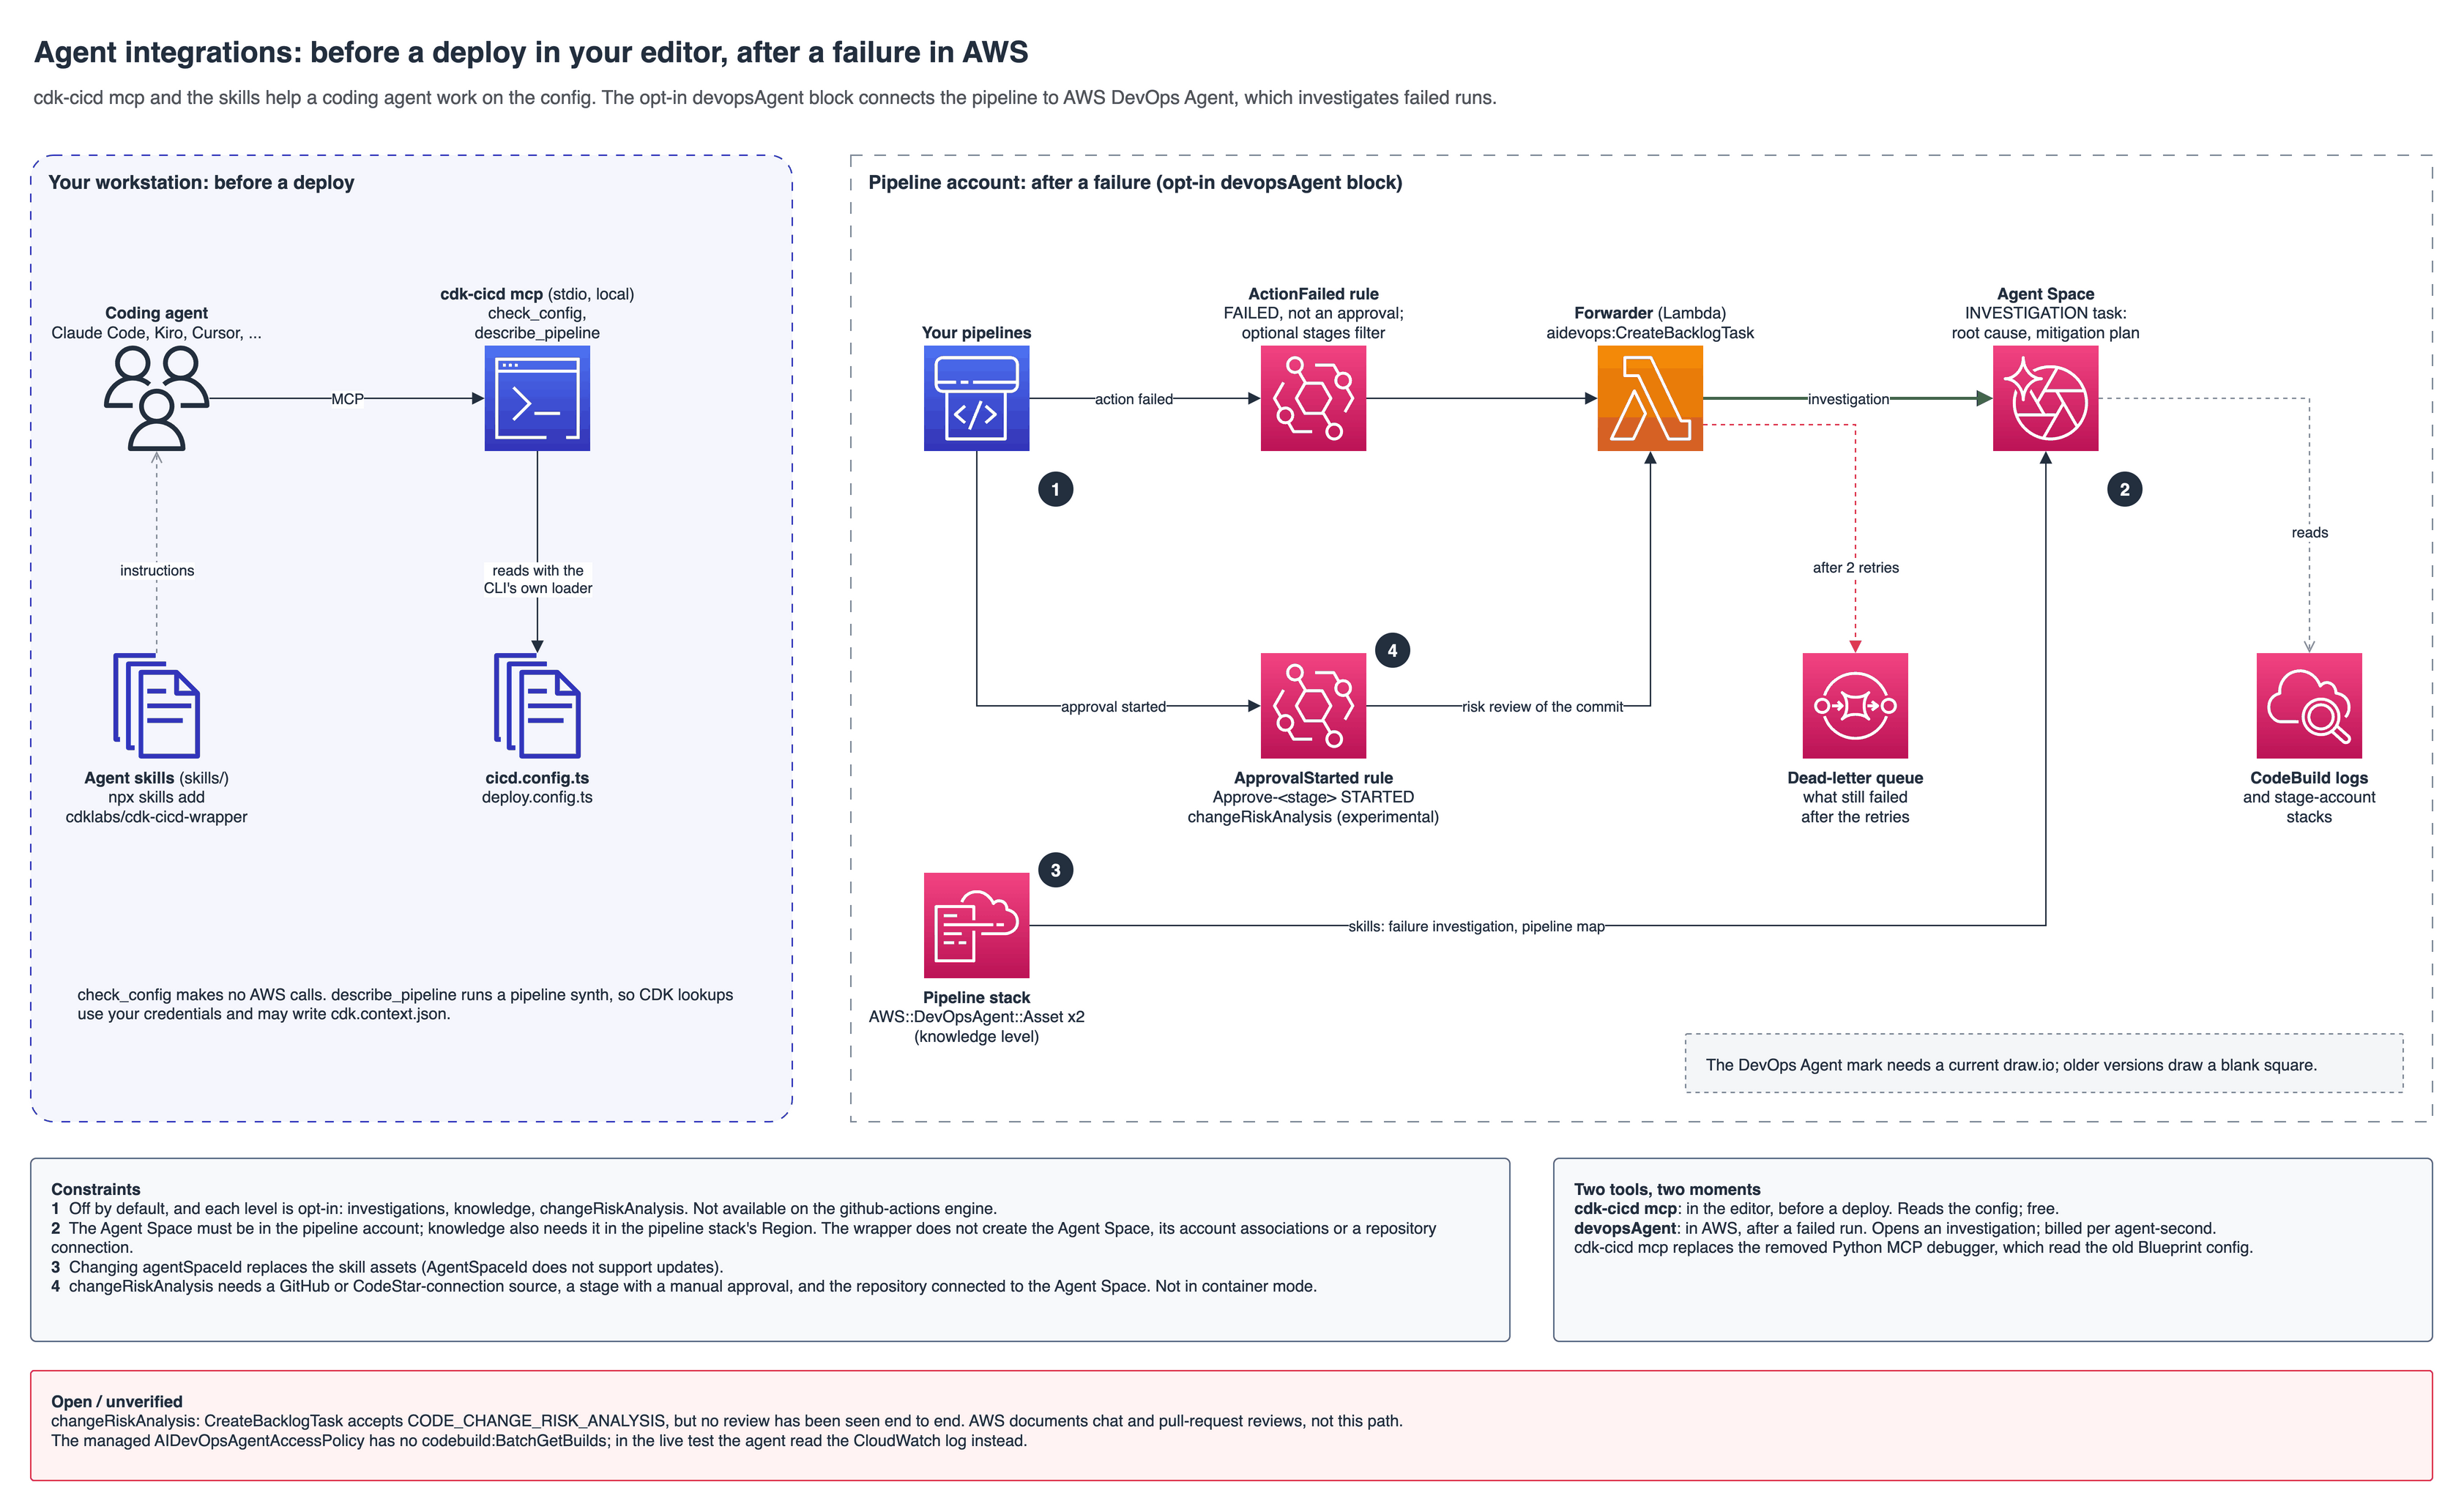 Agent integrations: before a deploy in your editor, after a failure in AWS
cdk-cicd mcp and the skills help a coding agent work on the config. The opt-in devopsAgent block connects the pipeline to AWS DevOps Agent, which investigates failed runs.
Your workstation: before a deploy
Coding agent
Claude Code, Kiro, Cursor, ...
cdk-cicd mcp (stdio, local)
check_config,
describe_pipeline
MCP
instructions
reads with the
CLI's own loader
Agent skills (skills/)
npx skills add
cdklabs/cdk-cicd-wrapper
cicd.config.ts
deploy.config.ts
check_config makes no AWS calls. describe_pipeline runs a pipeline synth, so CDK lookups
use your credentials and may write cdk.context.json.
Pipeline account: after a failure (opt-in devopsAgent block)
Your pipelines
ActionFailed rule
FAILED, not an approval;
optional stages filter
Forwarder (Lambda)
aidevops:CreateBacklogTask
Agent Space
INVESTIGATION task:
root cause, mitigation plan
action failed
investigation
1
2
reads
after 2 retries
4
approval started
risk review of the commit
ApprovalStarted rule
Approve-<stage> STARTED
changeRiskAnalysis (experimental)
Dead-letter queue
what still failed
after the retries
CodeBuild logs
and stage-account
stacks
3
skills: failure investigation, pipeline map
Pipeline stack
AWS::DevOpsAgent::Asset x2
(knowledge level)
The DevOps Agent mark needs a current draw.io; older versions draw a blank square.
Constraints
1 Off by default, and each level is opt-in: investigations, knowledge, changeRiskAnalysis. Not available on the github-actions engine.
2 The Agent Space must be in the pipeline account; knowledge also needs it in the pipeline stack's Region. The wrapper does not create the Agent Space, its account associations or a repository
connection.
3 Changing agentSpaceId replaces the skill assets (AgentSpaceId does not support updates).
4 changeRiskAnalysis needs a GitHub or CodeStar-connection source, a stage with a manual approval, and the repository connected to the Agent Space. Not in container mode.
Two tools, two moments
cdk-cicd mcp: in the editor, before a deploy. Reads the config; free.
devopsAgent: in AWS, after a failed run. Opens an investigation; billed per agent-second.
cdk-cicd mcp replaces the removed Python MCP debugger, which read the old Blueprint config.
Open / unverified
changeRiskAnalysis: CreateBacklogTask accepts CODE_CHANGE_RISK_ANALYSIS, but no review has been seen end to end. AWS documents chat and pull-request reviews, not this path.
The managed AIDevOpsAgentAccessPolicy has no codebuild:BatchGetBuilds; in the live test the agent read the CloudWatch log instead.